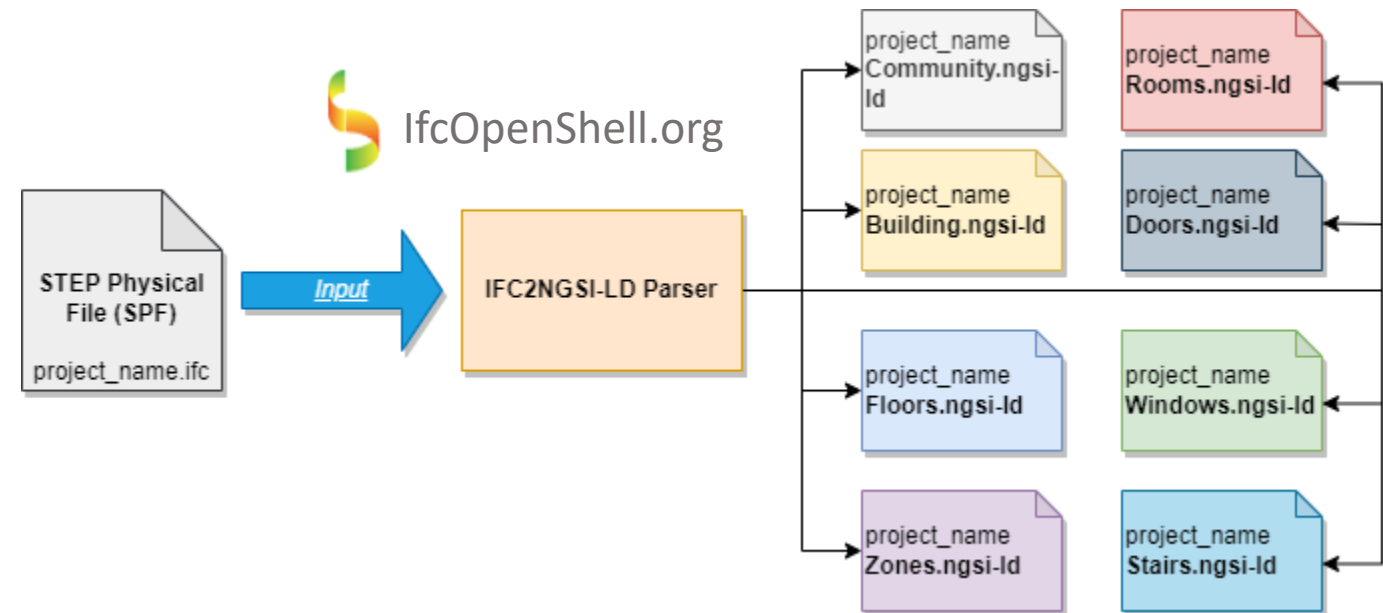 IfcOpenShell.org
STEP Physical
File (SPF)
project_name.ifc
Input
IFC2NGSI-LD Parser
project_name
Community.ngsi-
ld
project_name
Building.ngsi-ld
project_name
Floors.ngsi-ld
project_name
Zones.ngsi-ld
project_name
Rooms.ngsi-ld
project_name
Doors.ngsi-ld
project_name
Windows.ngsi-ld
project_name
Stairs.ngsi-ld